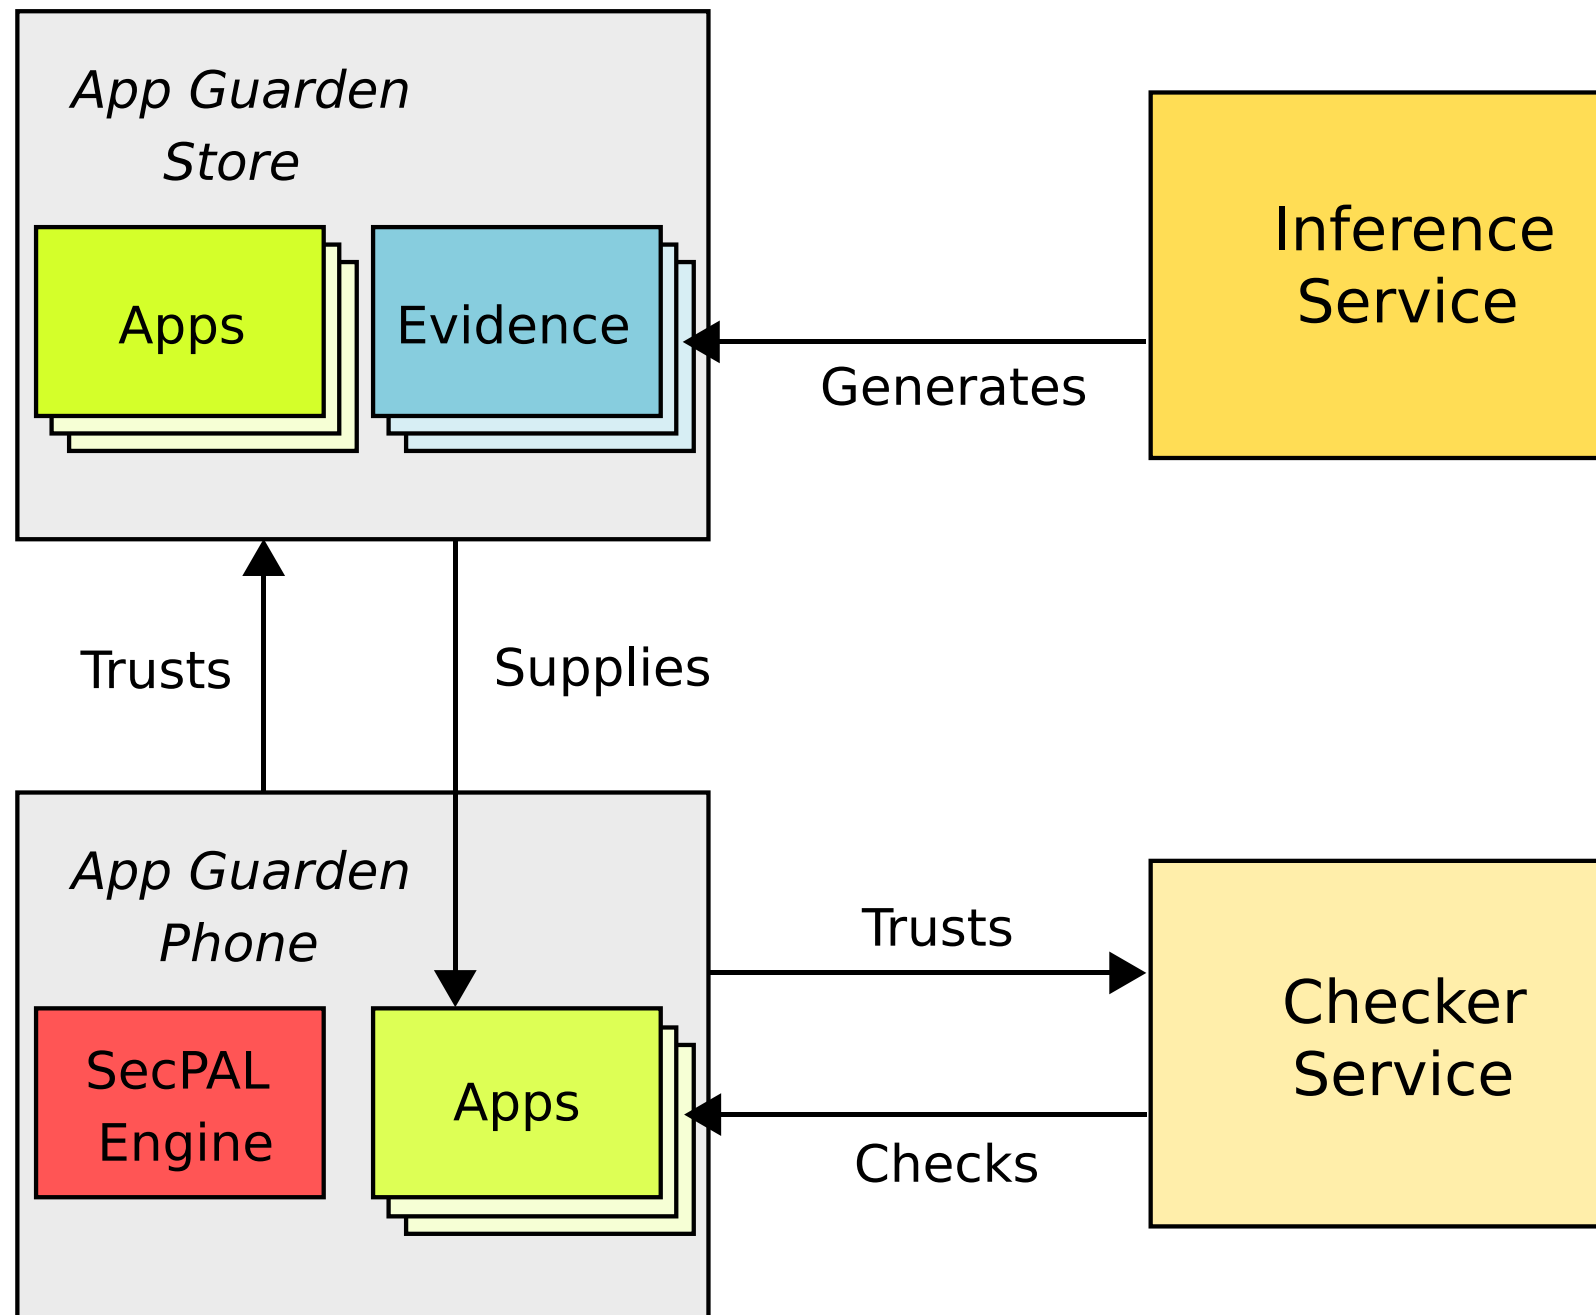 App Guarden
Store
Apps
Evidence
Inference
Service
Generates
Trusts
Supplies
App Guarden
Phone
SecPAL
Engine
Apps
Trusts
Checks
Checker
Service